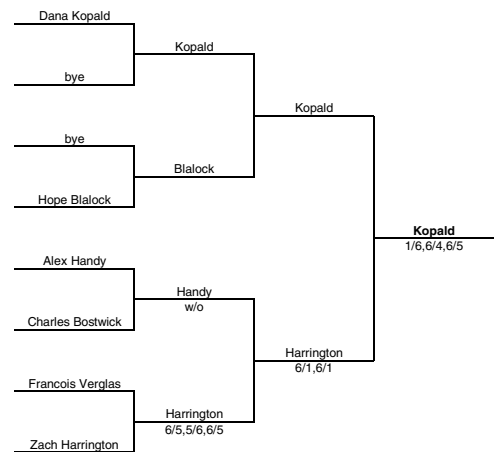 Dana Kopald
Kopald
bye
Kopald
bye
Blalock
Hope Blalock
Kopald
1/6,6/4,6/5
Alex Handy
Handy
w/o
Charles Bostwick
Harrington
6/1,6/1
Francois Verglas
Harrington
6/5,5/6,6/5
Zach Harrington